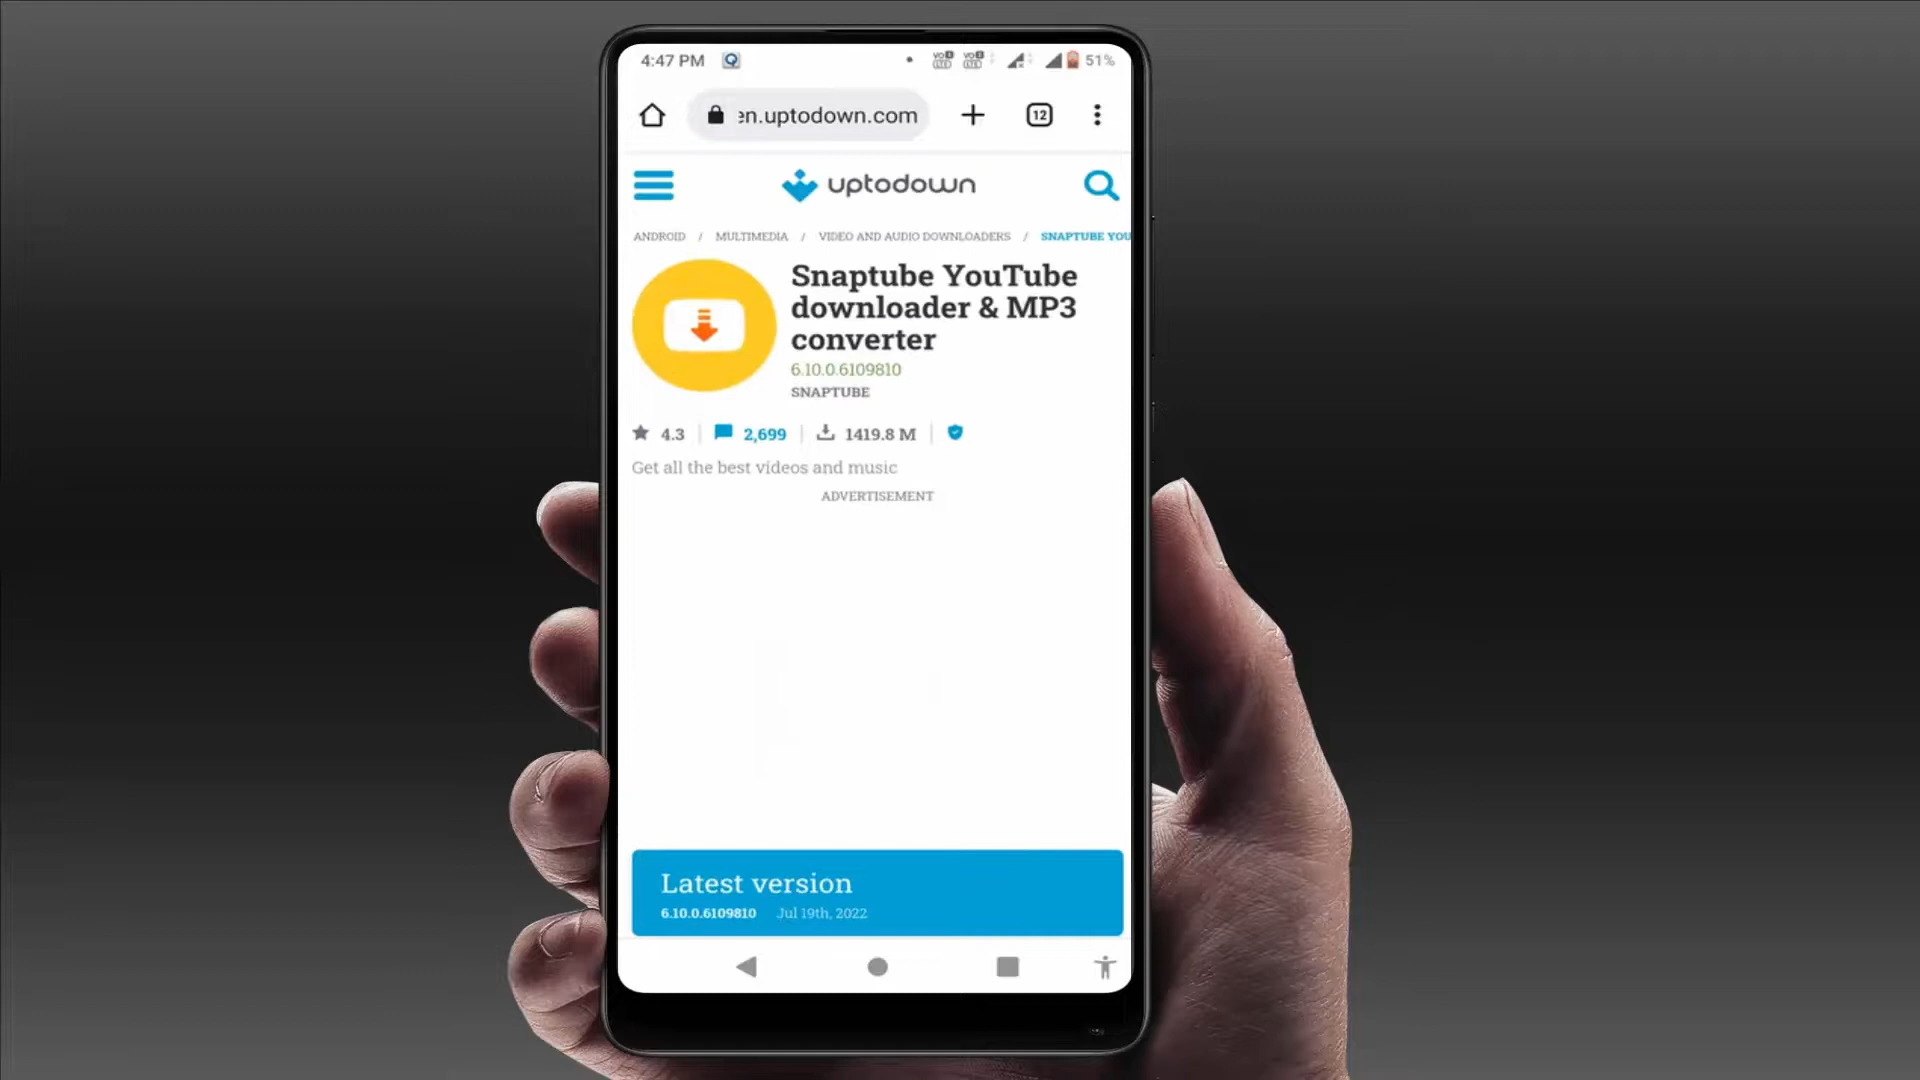 4:47 PM
51%
en.uptodown.com
12
uptodown
ANDROID / MULTIMEDIA / VIDEO AND AUDIO DOWNLOADERS / SNAPTUBE YOU
Snaptube YouTube
downloader & MP3
converter
6.10.0.6109810
SNAPTUBE
4.3
2,699
1419.8 M
Get all the best videos and music
ADVERTISEMENT
Latest version
6.10.0.6109810 Jul 19th, 2022